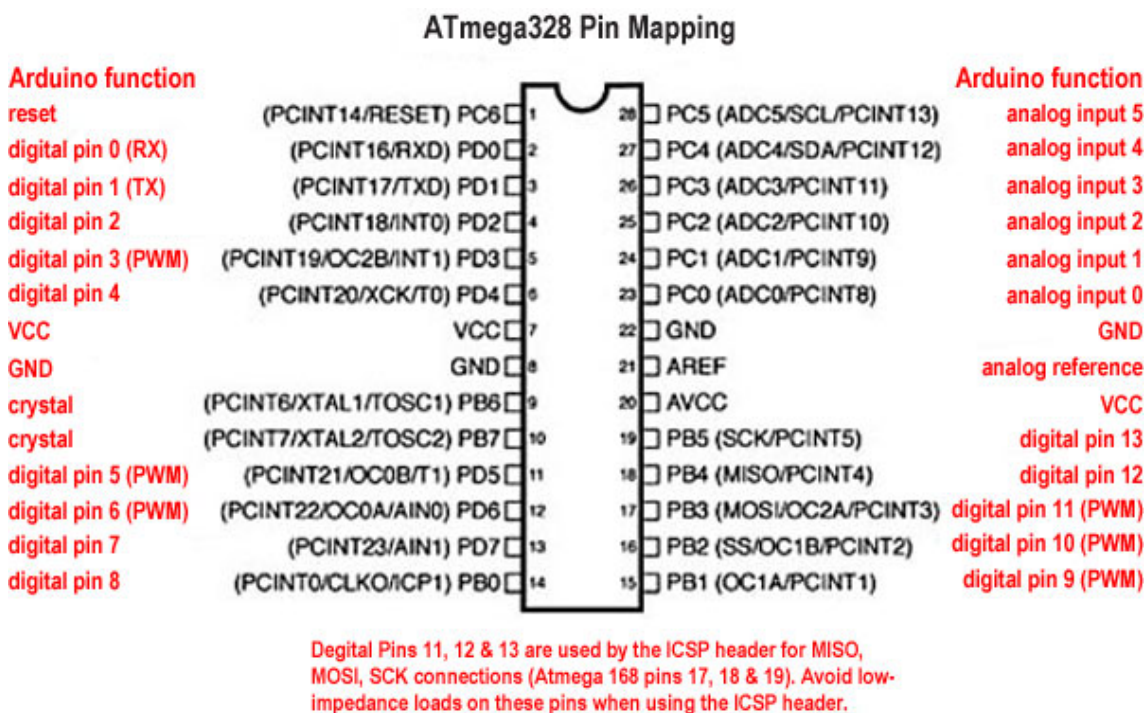 ATmega328 Pin Mapping
Arduino function Arduino function
reset (PCINT14/RESET) PC6 1 28 PC5 (ADC5/SCL/PCINT13) analog input 5
digital pin 0 (RX) (PCINT16/RXD) PD0 2 27 PC4 (ADC4/SDA/PCINT12) analog input 4
digital pin 1 (TX) (PCINT17/TXD) PD1 3 26 PC3 (ADC3/PCINT11) analog input 3
digital pin 2 (PCINT18/INT0) PD2 4 25 PC2 (ADC2/PCINT10) analog input 2
digital pin 3 (PWM) (PCINT19/OC2B/INT1) PD3 5 24 PC1 (ADC1/PCINT9) analog input 1
digital pin 4 (PCINT20/XCK/T0) PD4 6 23 PC0 (ADC0/PCINT8) analog input 0
VCC VCC 7 22 GND GND
GND GND 8 21 AREF analog reference
crystal (PCINT6/XTAL1/TOSC1) PB6 9 20 AVCC VCC
crystal (PCINT7/XTAL2/TOSC2) PB7 10 19 PB5 (SCK/PCINT5) digital pin 13
digital pin 5 (PWM) (PCINT21/OC0B/T1) PD5 11 18 PB4 (MISO/PCINT4) digital pin 12
digital pin 6 (PWM) (PCINT22/OC0A/AIN0) PD6 12 17 PB3 (MOSI/OC2A/PCINT3) digital pin 11 (PWM)
digital pin 7 (PCINT23/AIN1) PD7 13 16 PB2 (SS/OC1B/PCINT2) digital pin 10 (PWM)
digital pin 8 (PCINT0/CLKO/ICP1) PB0 14 15 PB1 (OC1A/PCINT1) digital pin 9 (PWM)
Degital Pins 11, 12 & 13 are used by the ICSP header for MISO,
MOSI, SCK connections (Atmega 168 pins 17, 18 & 19). Avoid low-
impedance loads on these pins when using the ICSP header.